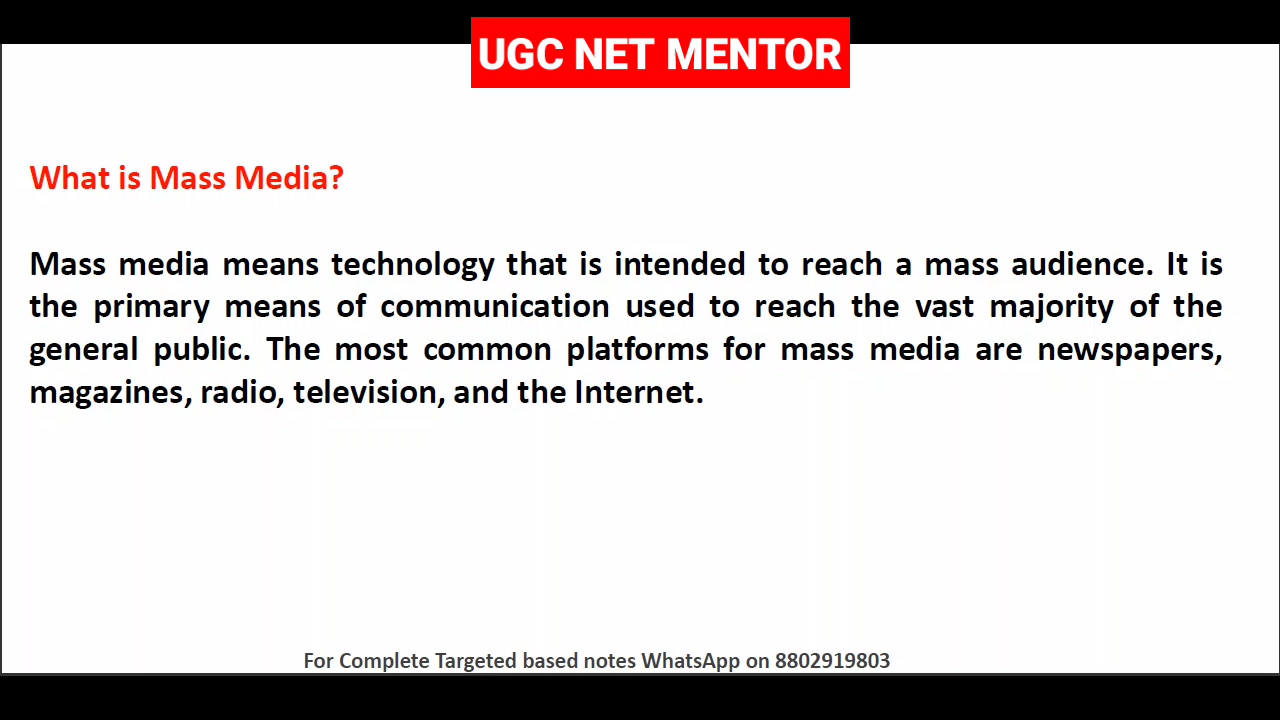 UGC NET MENTOR
What is Mass Media?
Mass media means technology that is intended to reach a mass audience. It is
the primary means of communication used to reach the vast majority of the
general public. The most common platforms for mass media are newspapers,
magazines, radio, television, and the Internet.
For Complete Targeted based notes WhatsApp on 8802919803